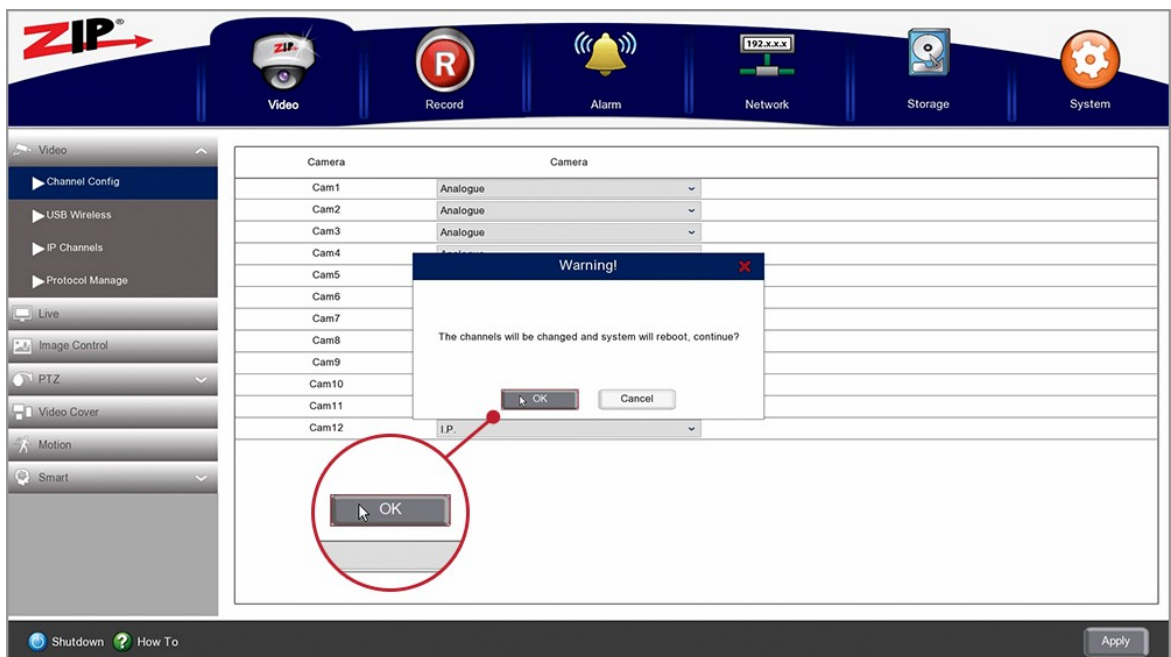 ZIP®
ZIP
R
192.x.x.x
Video
Record
Alarm
Network
Storage
System
Video
Channel Config
USB Wireless
IP Channels
Protocol Manage
Live
Image Control
PTZ
Video Cover
Motion
Smart
Camera Camera
Cam1 Analogue
Cam2 Analogue
Cam3 Analogue
Cam4
Cam5
Cam6
Cam7
Cam8
Cam9
Cam10
Cam11
Cam12 I.P.
Warning!
The channels will be changed and system will reboot, continue?
OK Cancel
OK
Shutdown How To
Apply